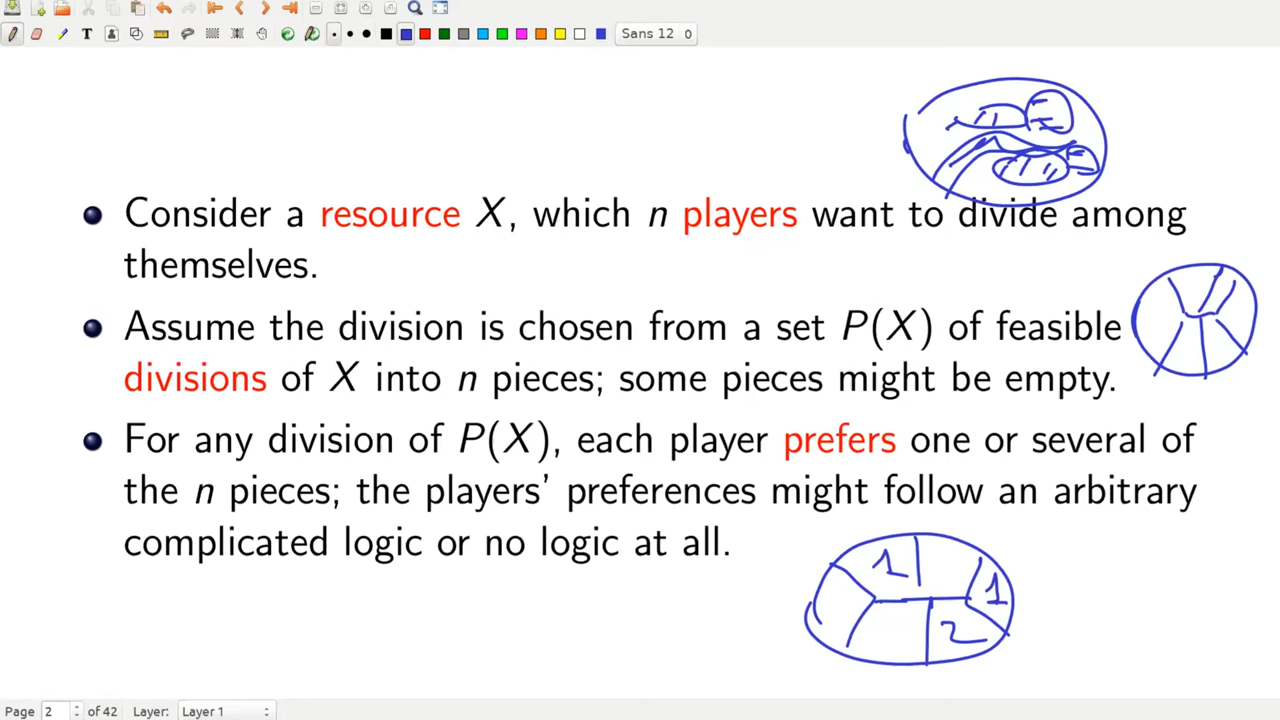 Sans 12 0
Consider a resource X, which n players want to divide among
themselves.
Assume the division is chosen from a set P(X) of feasible
divisions of X into n pieces; some pieces might be empty.
For any division of P(X), each player prefers one or several of
the n pieces; the players' preferences might follow an arbitrary
complicated logic or no logic at all.
1
1
2
Page 2 of 42 Layer: Layer 1